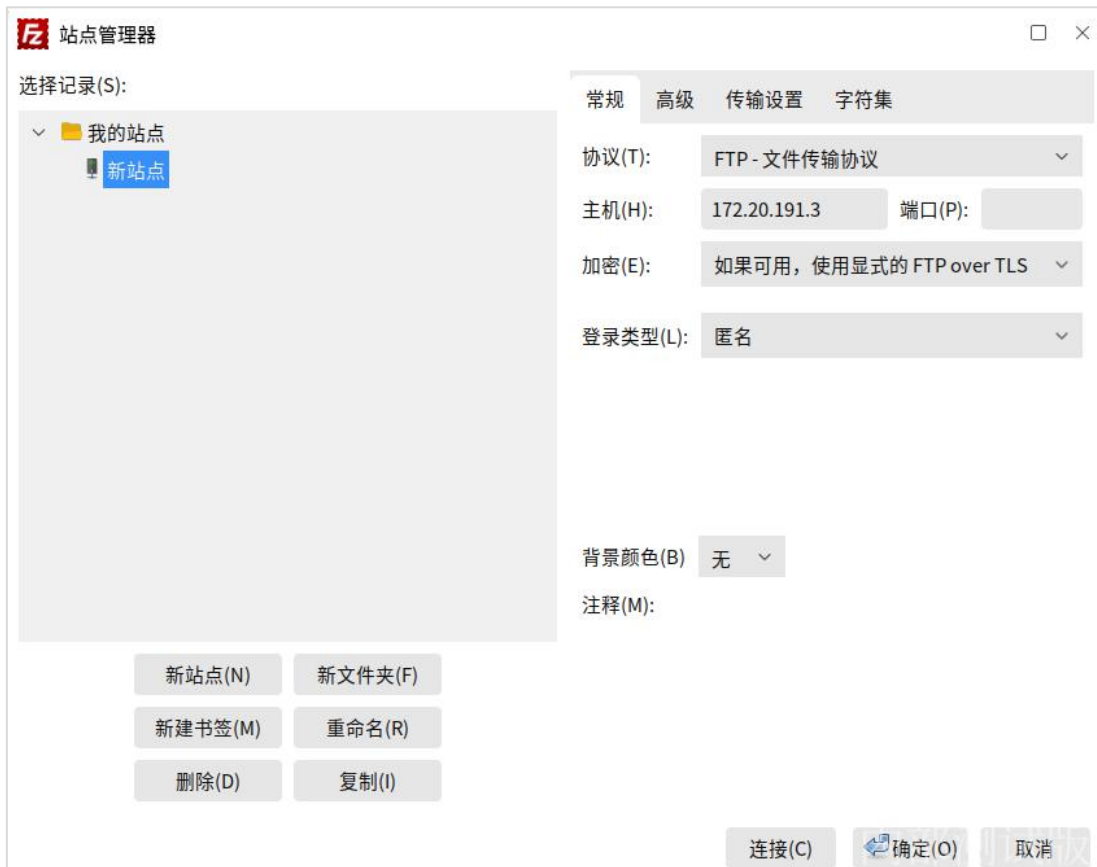 站点管理器
选择记录(S):
我的站点
新站点
新站点(N) 新文件夹(F)
新建书签(M) 重命名(R)
删除(D) 复制(I)
常规 高级 传输设置 字符集
协议(T): FTP - 文件传输协议
主机(H): 172.20.191.3 端口(P):
加密(E): 如果可用，使用显式的 FTP over TLS
登录类型(L): 匿名
背景颜色(B) 无
注释(M):
连接(C) 确定(O) 取消